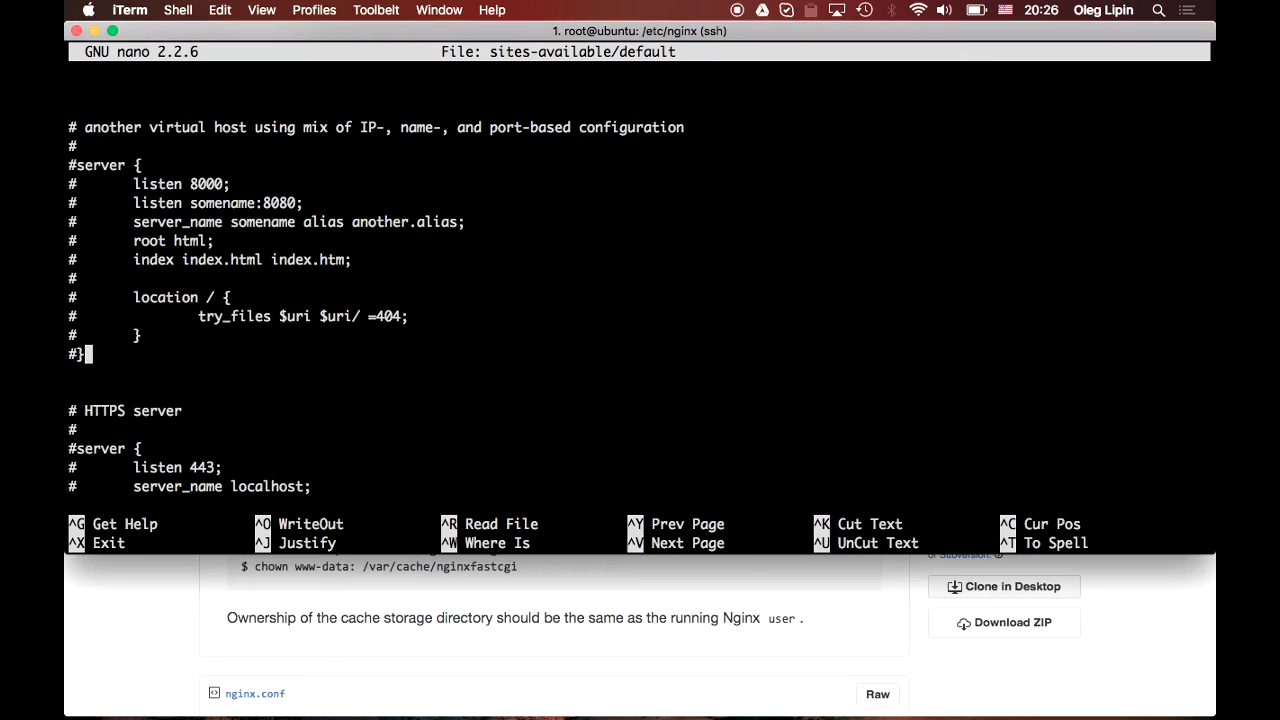 iTerm Shell Edit View Profiles Toolbelt Window Help 20:26 Oleg Lipin
1. root@ubuntu: /etc/nginx (ssh)
GNU nano 2.2.6 File: sites-available/default
# another virtual host using mix of IP-, name-, and port-based configuration
#
#server {
# listen 8000;
# listen somename:8080;
# server_name somename alias another.alias;
# root html;
# index index.html index.htm;
#
# location / {
# try_files $uri $uri/ =404;
# }
#}
# HTTPS server
#
#server {
# listen 443;
# server_name localhost;
^G Get Help ^O WriteOut ^R Read File ^Y Prev Page ^K Cut Text ^C Cur Pos
^X Exit ^J Justify ^W Where Is ^V Next Page ^U UnCut Text ^T To Spell
or Subversion.
$ chown www-data: /var/cache/nginxfastcgi
Clone in Desktop
Ownership of the cache storage directory should be the same as the running Nginx user .
Download ZIP
nginx.conf Raw